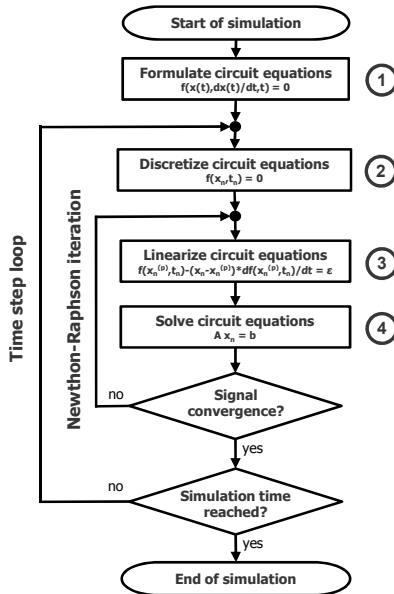 Start of simulation
Formulate circuit equations
f(x(t),dx(t)/dt,t) = 0
1
Discretize circuit equations
f(xₙ,tₙ) = 0
2
Linearize circuit equations
f(xₙ⁽ᵖ⁾,tₙ)-(xₙ-xₙ⁽ᵖ⁾)*df(xₙ⁽ᵖ⁾,tₙ)/dt = ε
3
Solve circuit equations
A xₙ = b
4
Signal
convergence?
no
yes
Simulation time
reached?
no
yes
End of simulation
Time step loop
Newthon-Raphson iteration